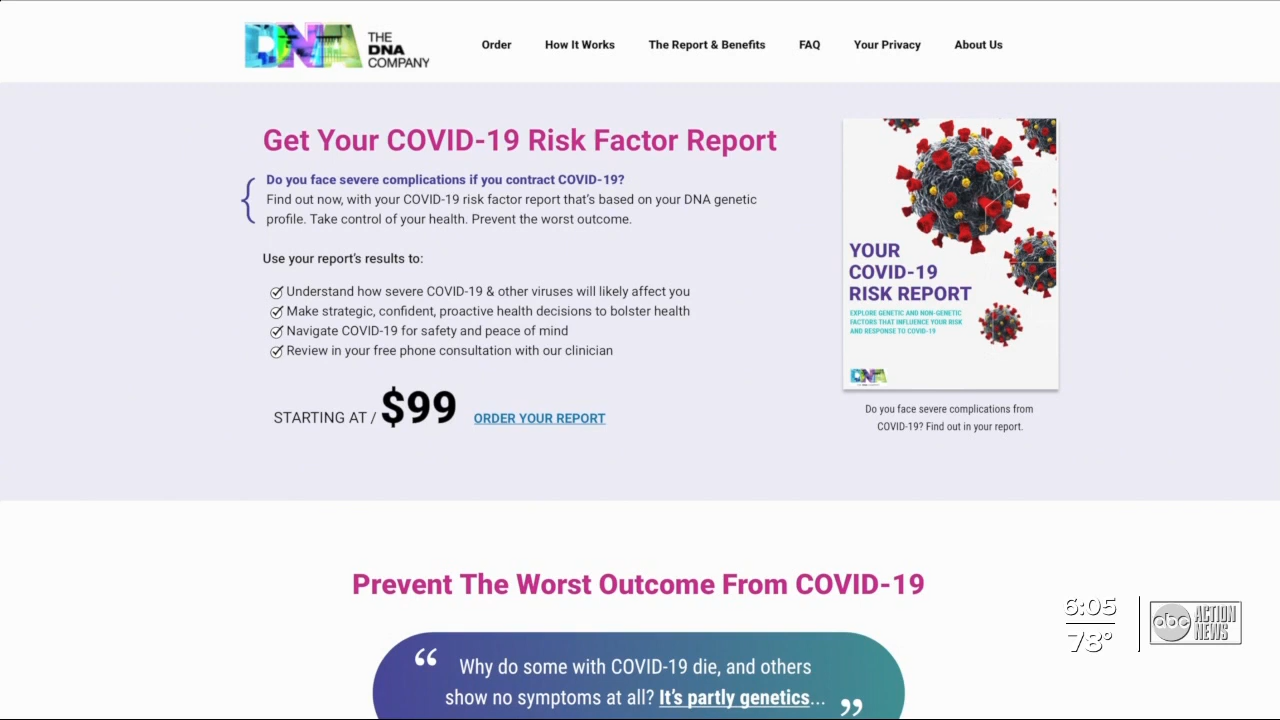 DNA THE DNA COMPANY
Order How It Works The Report & Benefits FAQ Your Privacy About Us
Get Your COVID-19 Risk Factor Report
Do you face severe complications if you contract COVID-19?
Find out now, with your COVID-19 risk factor report that's based on your DNA genetic
profile. Take control of your health. Prevent the worst outcome.
Use your report's results to:
Understand how severe COVID-19 & other viruses will likely affect you
Make strategic, confident, proactive health decisions to bolster health
Navigate COVID-19 for safety and peace of mind
Review in your free phone consultation with our clinician
STARTING AT / $99 ORDER YOUR REPORT
YOUR
COVID-19
RISK REPORT
EXPLORE GENETIC AND NON-GENETIC
FACTORS THAT INFLUENCE YOUR RISK
AND RESPONSE TO COVID-19
DNA
Do you face severe complications from
COVID-19? Find out in your report.
Prevent The Worst Outcome From COVID-19
“ Why do some with COVID-19 die, and others
show no symptoms at all? It's partly genetics... ”
6:05
78°
abc ACTION
NEWS